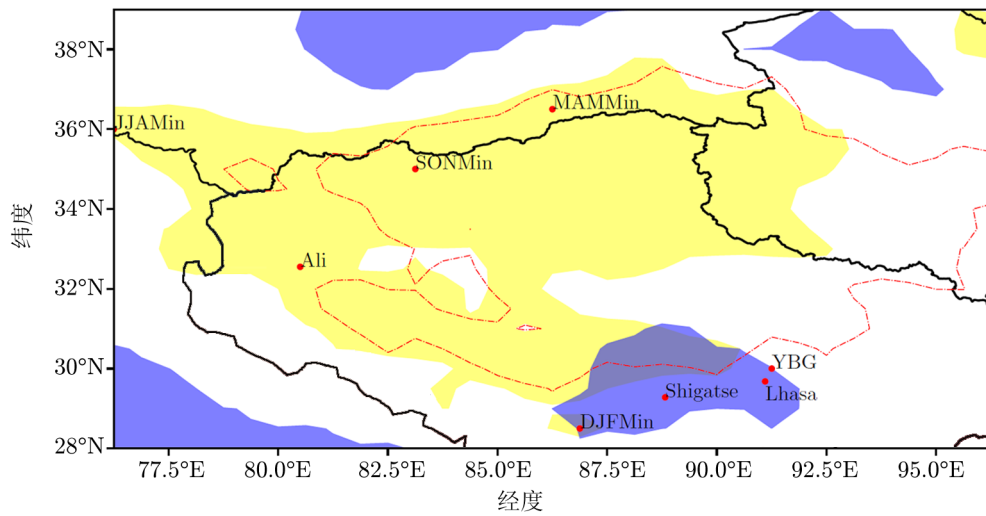 38°N
36°N
34°N
32°N
30°N
28°N
纬度
JJAMin
MAMMin
SONMin
Ali
YBG
Lhasa
Shigatse
DJFMin
77.5°E 80.0°E 82.5°E 85.0°E 87.5°E 90.0°E 92.5°E 95.0°E
经度